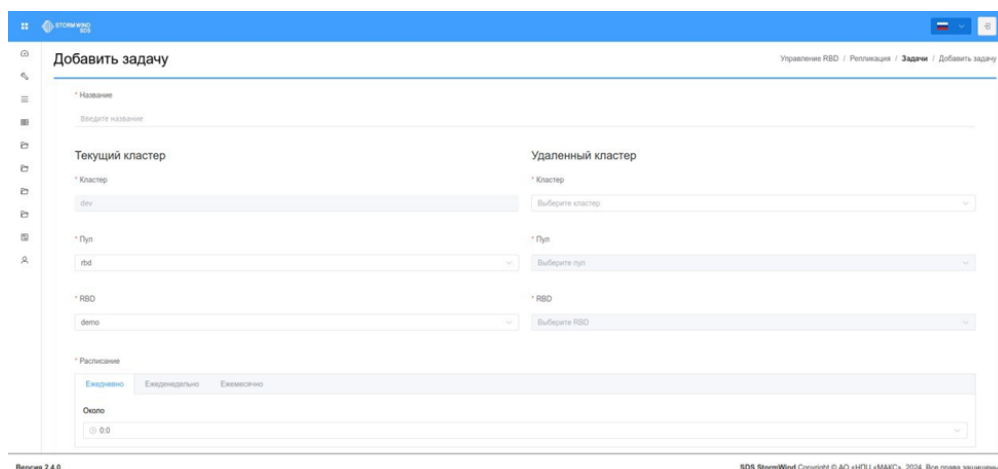 STORMWIND
SDS
Добавить задачу
Управление RBD / Репликация / Задачи / Добавить задачу
* Название
Введите название
Текущий кластер
Удаленный кластер
* Кластер
* Кластер
dev
Выберите кластер
* Пул
* Пул
rbd
Выберите пул
* RBD
* RBD
demo
Выберите RBD
* Расписание
Ежедневно Ежедненедельно Ежемесячно
Около
0:0
Версия 2.4.0
SDS StormWind Copyright © АО «НПЦ «МАКС», 2024. Все права защищены